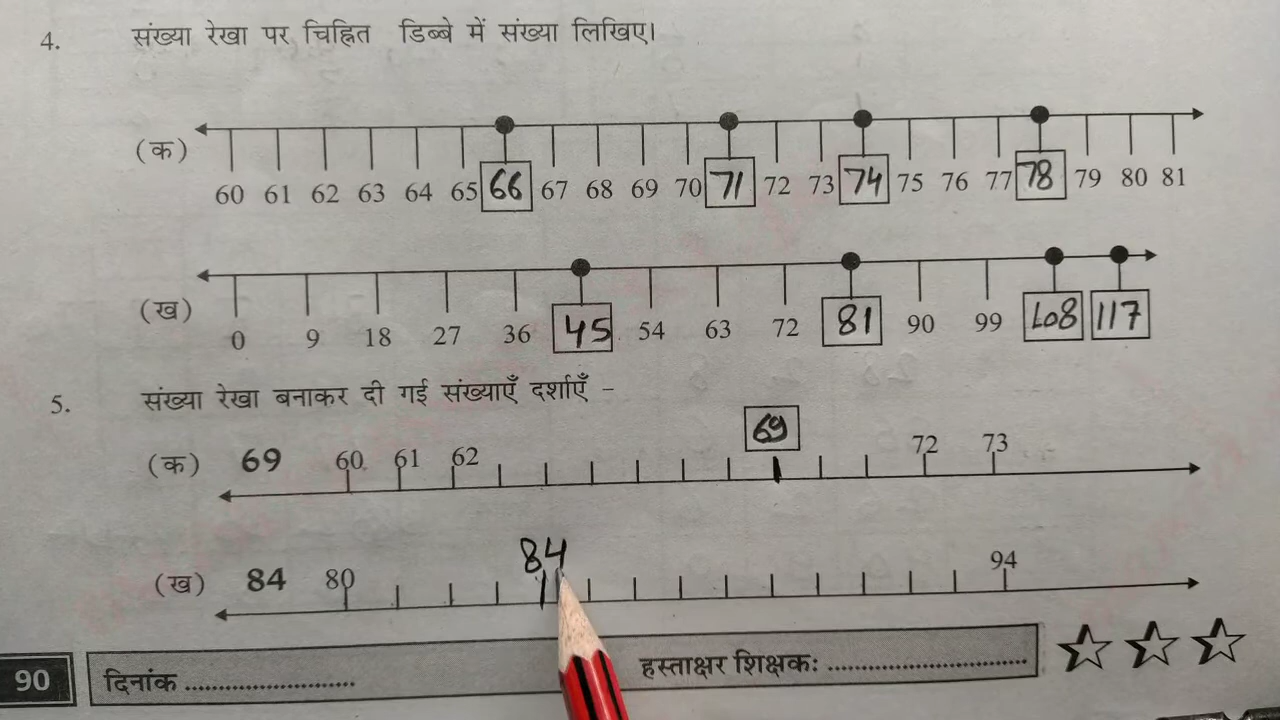 4. संख्या रेखा पर चिह्नित डिब्बे में संख्या लिखिए।
(क) 60 61 62 63 64 65 66 67 68 69 70 71 72 73 74 75 76 77 78 79 80 81
(ख) 0 9 18 27 36 45 54 63 72 81 90 99 108 117
5. संख्या रेखा बनाकर दी गई संख्याएँ दर्शाएँ –
(क) 69 60 61 62 69 72 73
(ख) 84 80 84 94
90 दिनांक .......................... हस्ताक्षर शिक्षकः ..............................